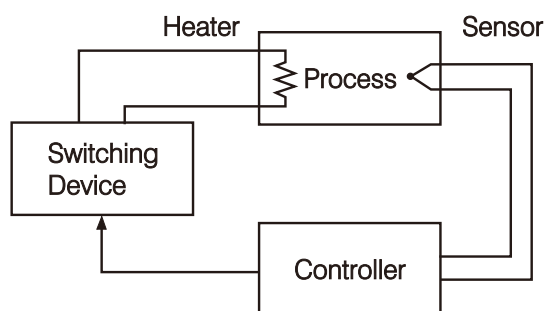 Heater
Sensor
Process
Switching
Device
Controller